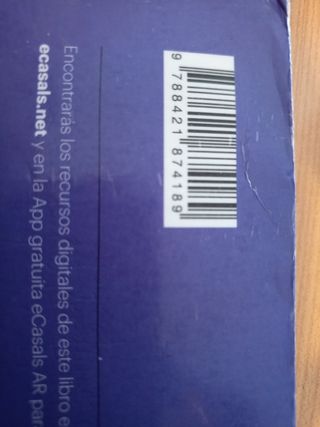 9 788421 874189
Encontrarás los recursos digitales de este libro e
ecasals.net y en la App gratuita eCasals AR par